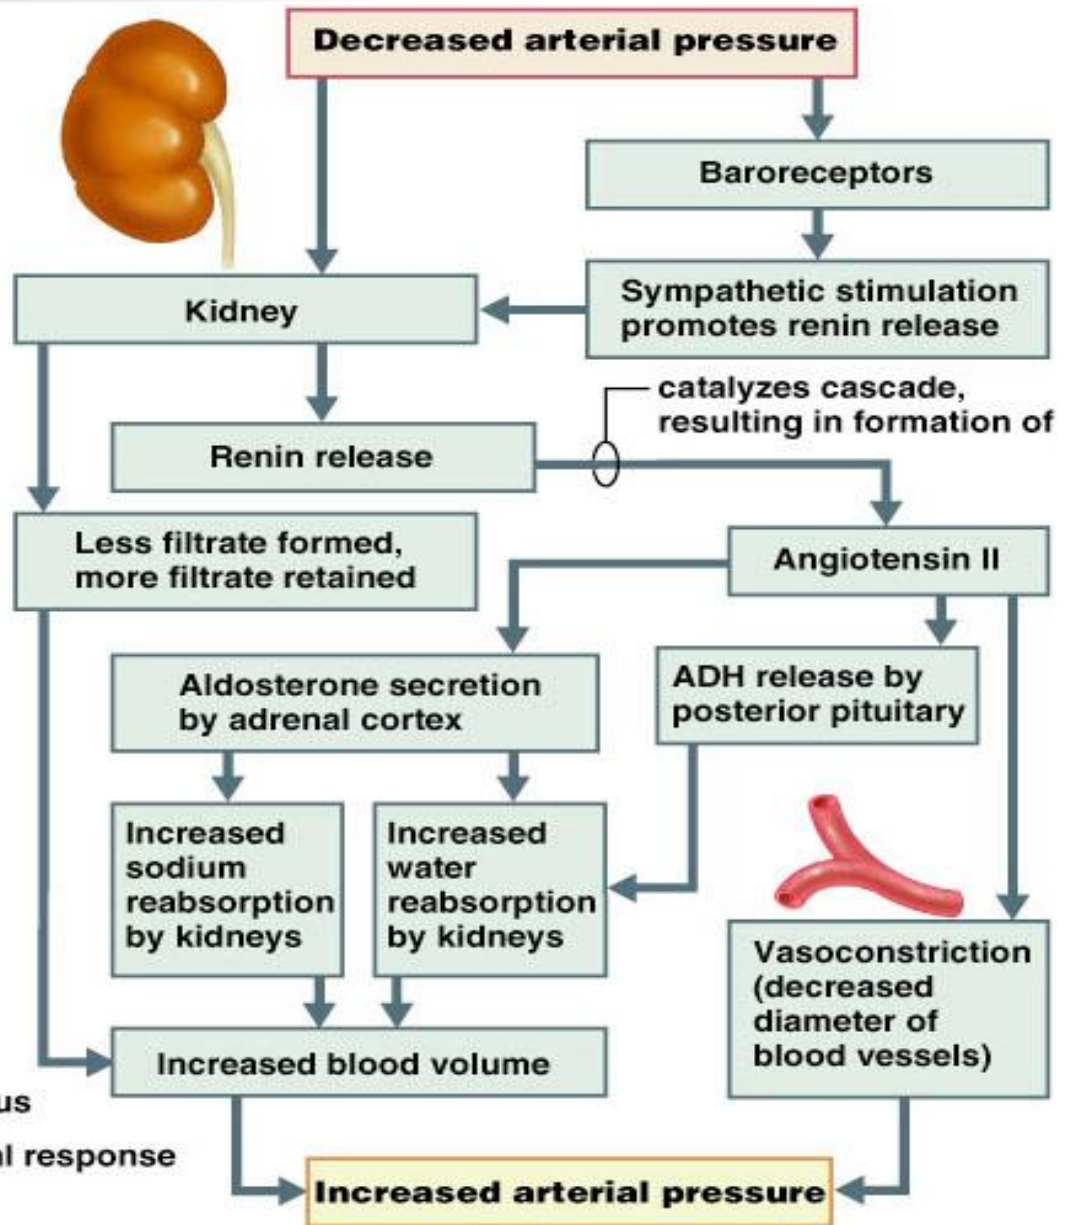 Decreased arterial pressure
Baroreceptors
Kidney
Sympathetic stimulation
promotes renin release
catalyzes cascade,
resulting in formation of
Renin release
Less filtrate formed,
more filtrate retained
Angiotensin II
Aldosterone secretion
by adrenal cortex
ADH release by
posterior pituitary
Increased
sodium
reabsorption
by kidneys
Increased
water
reabsorption
by kidneys
Vasoconstriction
(decreased
diameter of
blood vessels)
Increased blood volume
response
Increased arterial pressure